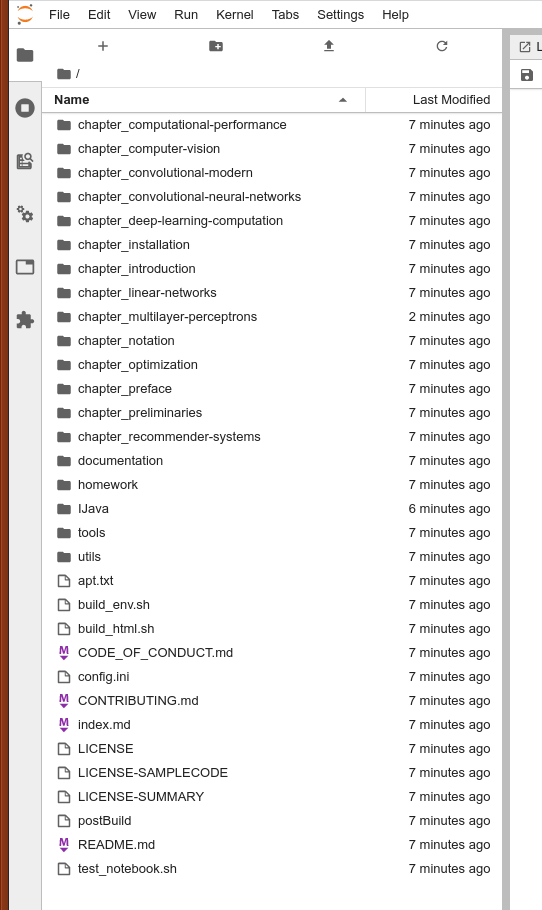 File Edit View Run Kernel Tabs Settings Help
/
Name Last Modified
chapter_computational-performance 7 minutes ago
chapter_computer-vision 7 minutes ago
chapter_convolutional-modern 7 minutes ago
chapter_convolutional-neural-networks 7 minutes ago
chapter_deep-learning-computation 7 minutes ago
chapter_installation 7 minutes ago
chapter_introduction 7 minutes ago
chapter_linear-networks 7 minutes ago
chapter_multilayer-perceptrons 2 minutes ago
chapter_notation 7 minutes ago
chapter_optimization 7 minutes ago
chapter_preface 7 minutes ago
chapter_preliminaries 7 minutes ago
chapter_recommender-systems 7 minutes ago
documentation 7 minutes ago
homework 7 minutes ago
IJava 6 minutes ago
tools 7 minutes ago
utils 7 minutes ago
apt.txt 7 minutes ago
build_env.sh 7 minutes ago
build_html.sh 7 minutes ago
CODE_OF_CONDUCT.md 7 minutes ago
config.ini 7 minutes ago
CONTRIBUTING.md 7 minutes ago
index.md 7 minutes ago
LICENSE 7 minutes ago
LICENSE-SAMPLECODE 7 minutes ago
LICENSE-SUMMARY 7 minutes ago
postBuild 7 minutes ago
README.md 7 minutes ago
test_notebook.sh 7 minutes ago